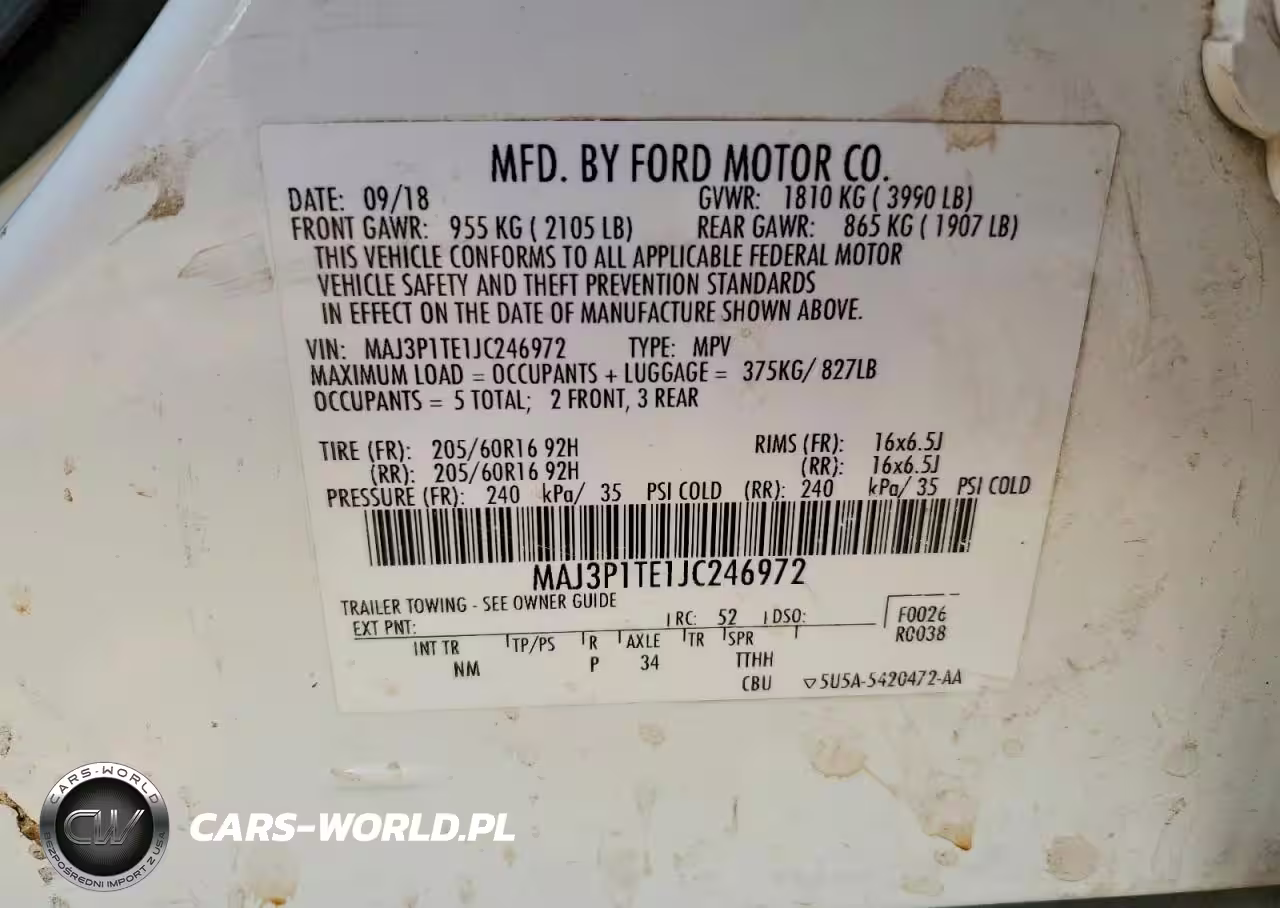 MFD. BY FORD MOTOR CO.
DATE: 09/18 GVWR: 1810 KG ( 3990 LB)
FRONT GAWR: 955 KG ( 2105 LB) REAR GAWR: 865 KG ( 1907 LB)
THIS VEHICLE CONFORMS TO ALL APPLICABLE FEDERAL MOTOR
VEHICLE SAFETY AND THEFT PREVENTION STANDARDS
IN EFFECT ON THE DATE OF MANUFACTURE SHOWN ABOVE.
VIN: MAJ3P1TE1JC246972 TYPE: MPV
MAXIMUM LOAD = OCCUPANTS + LUGGAGE = 375KG/ 827LB
OCCUPANTS = 5 TOTAL; 2 FRONT, 3 REAR
TIRE (FR): 205/60R16 92H RIMS (FR): 16x6.5J
(RR): 205/60R16 92H (RR): 16x6.5J
PRESSURE (FR): 240 kPa/ 35 PSI COLD (RR): 240 kPa/ 35 PSI COLD
MAJ3P1TE1JC246972
TRAILER TOWING - SEE OWNER GUIDE
EXT PNT: RC: 52 DSO: F0026
R0038
INT TR TP/PS R AXLE TR SPR
NM P 34 TTHH
CBU ▽5U5A-5420472-AA
CARS-WORLD
CW
BEZPOŚREDNI IMPORT Z USA
CARS-WORLD.PL